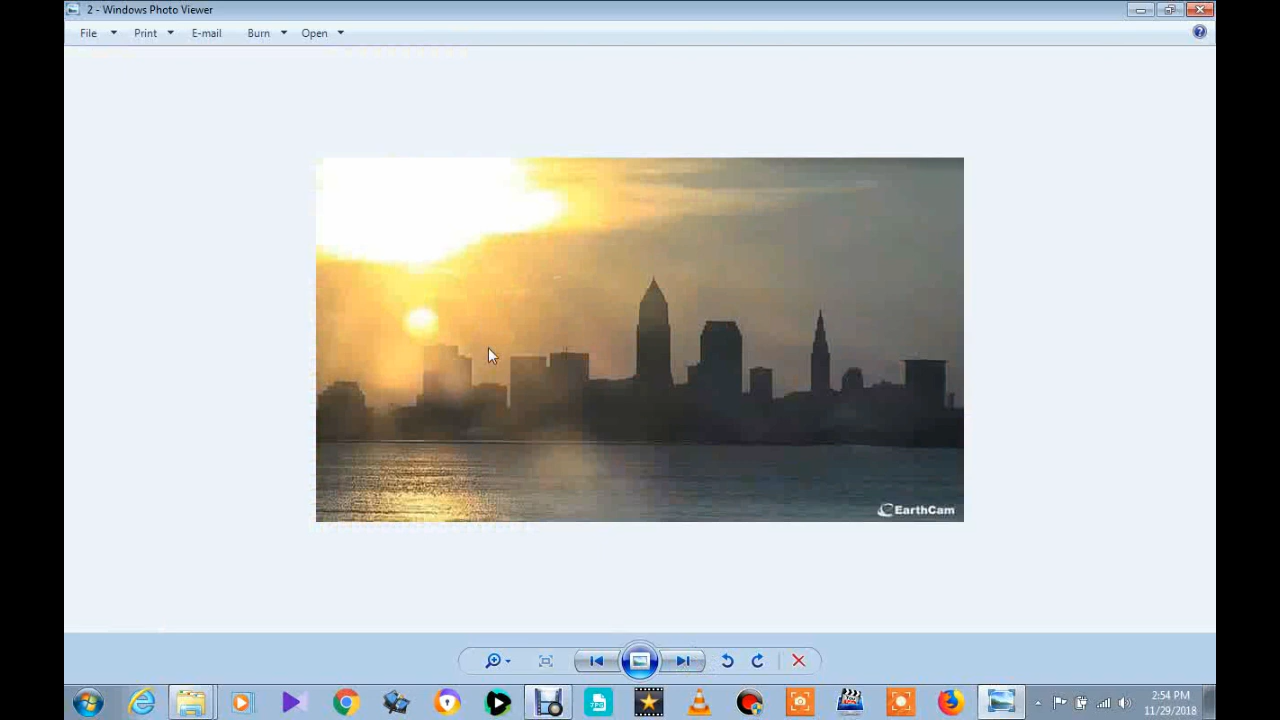 2 - Windows Photo Viewer
File Print E-mail Burn Open
EarthCam
2:54 PM
11/29/2018